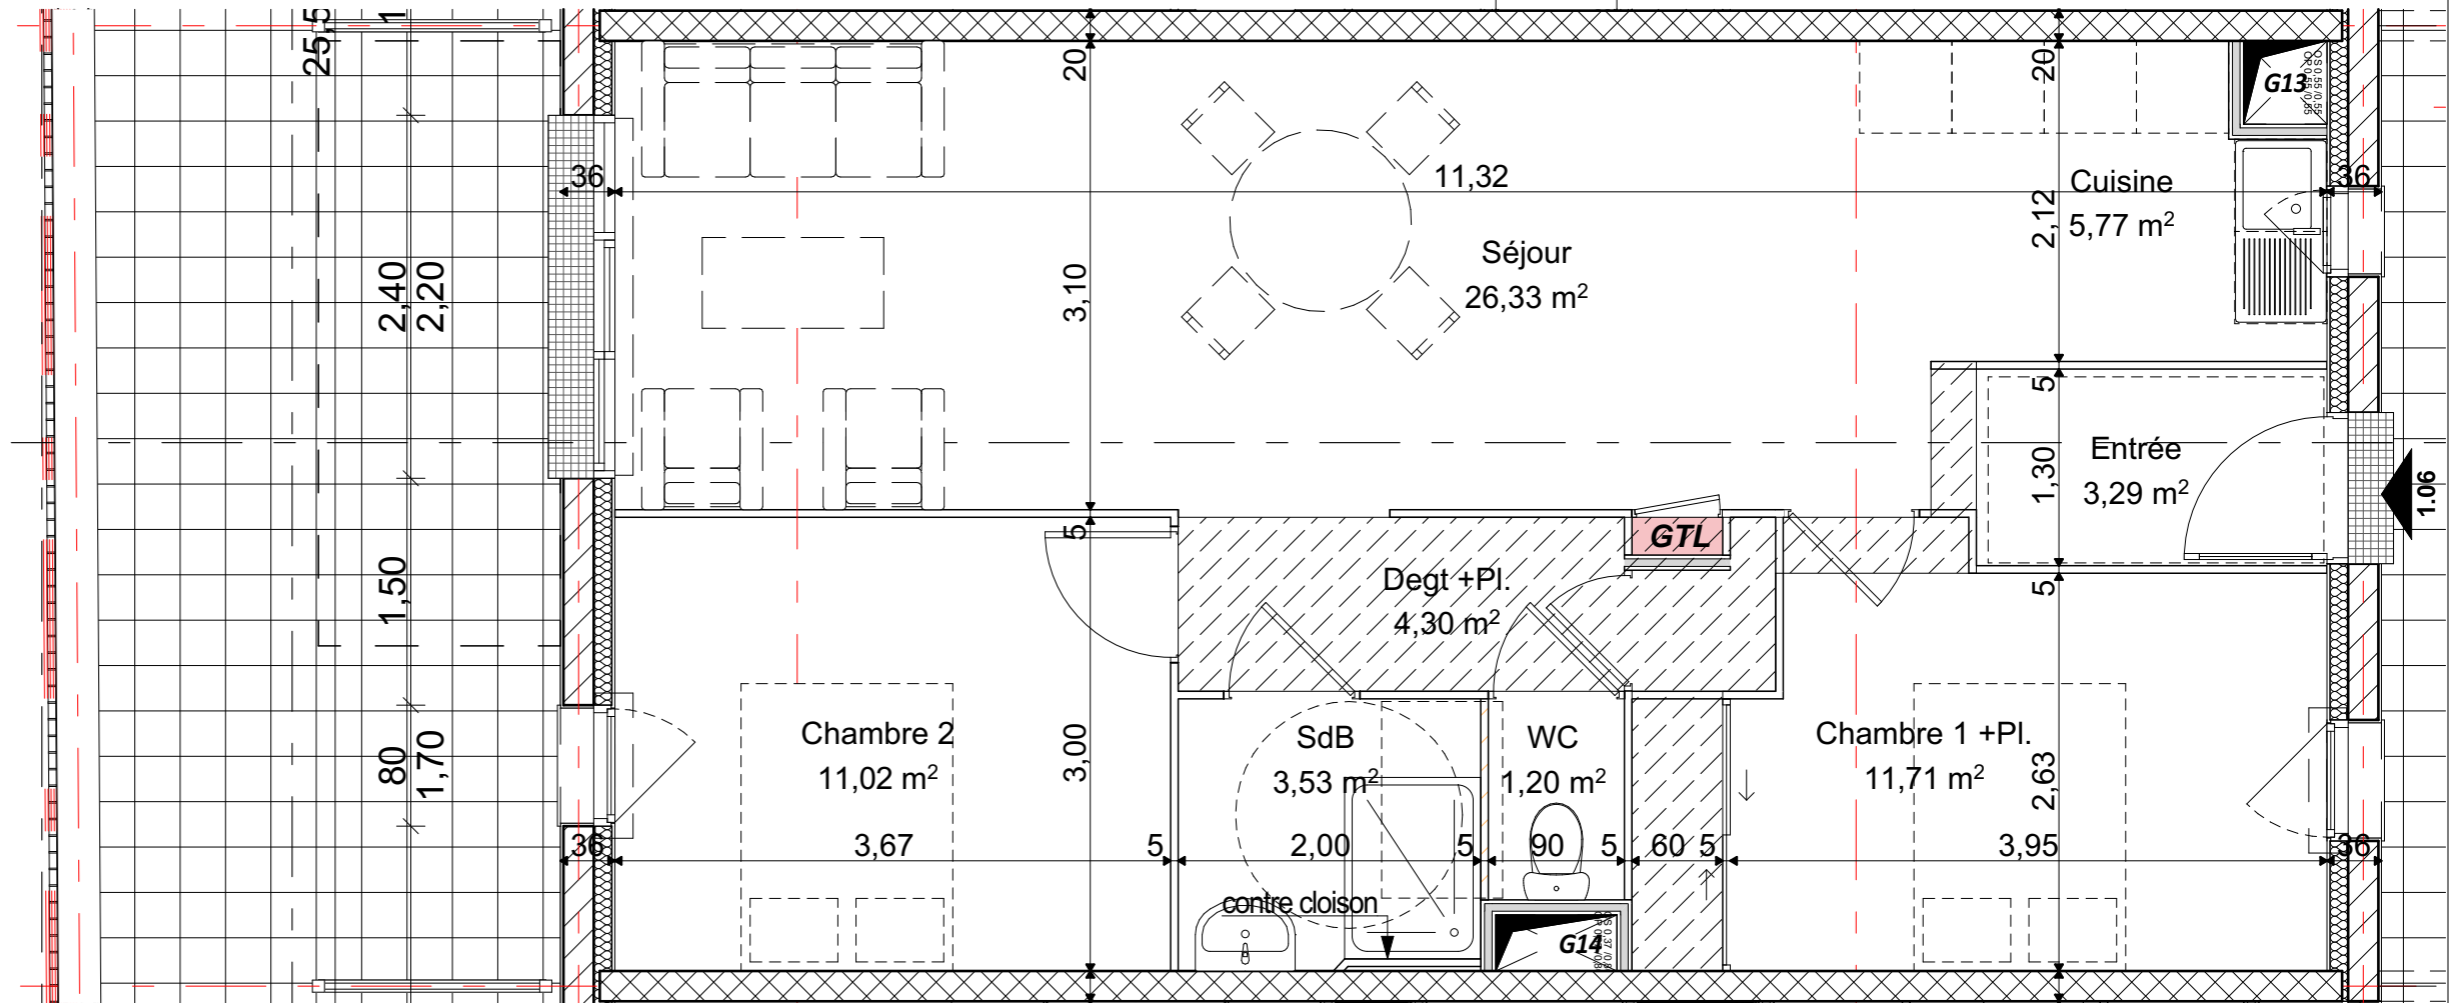 25,5
1
20
20
G13
36
11,32
Cuisine
5,77 m²
36
2,12
Séjour
26,33 m²
2,40
2,20
3,10
5
Entrée
3,29 m²
1,30
1.06
5
GTL
Degt +Pl.
4,30 m²
1,50
5
Chambre 2
11,02 m²
3,00
SdB
3,53 m²
WC
1,20 m²
Chambre 1 +Pl.
11,71 m²
2,63
80
1,70
36
3,67
5
2,00
5
90
5
60
5
3,95
36
contre cloison
G14